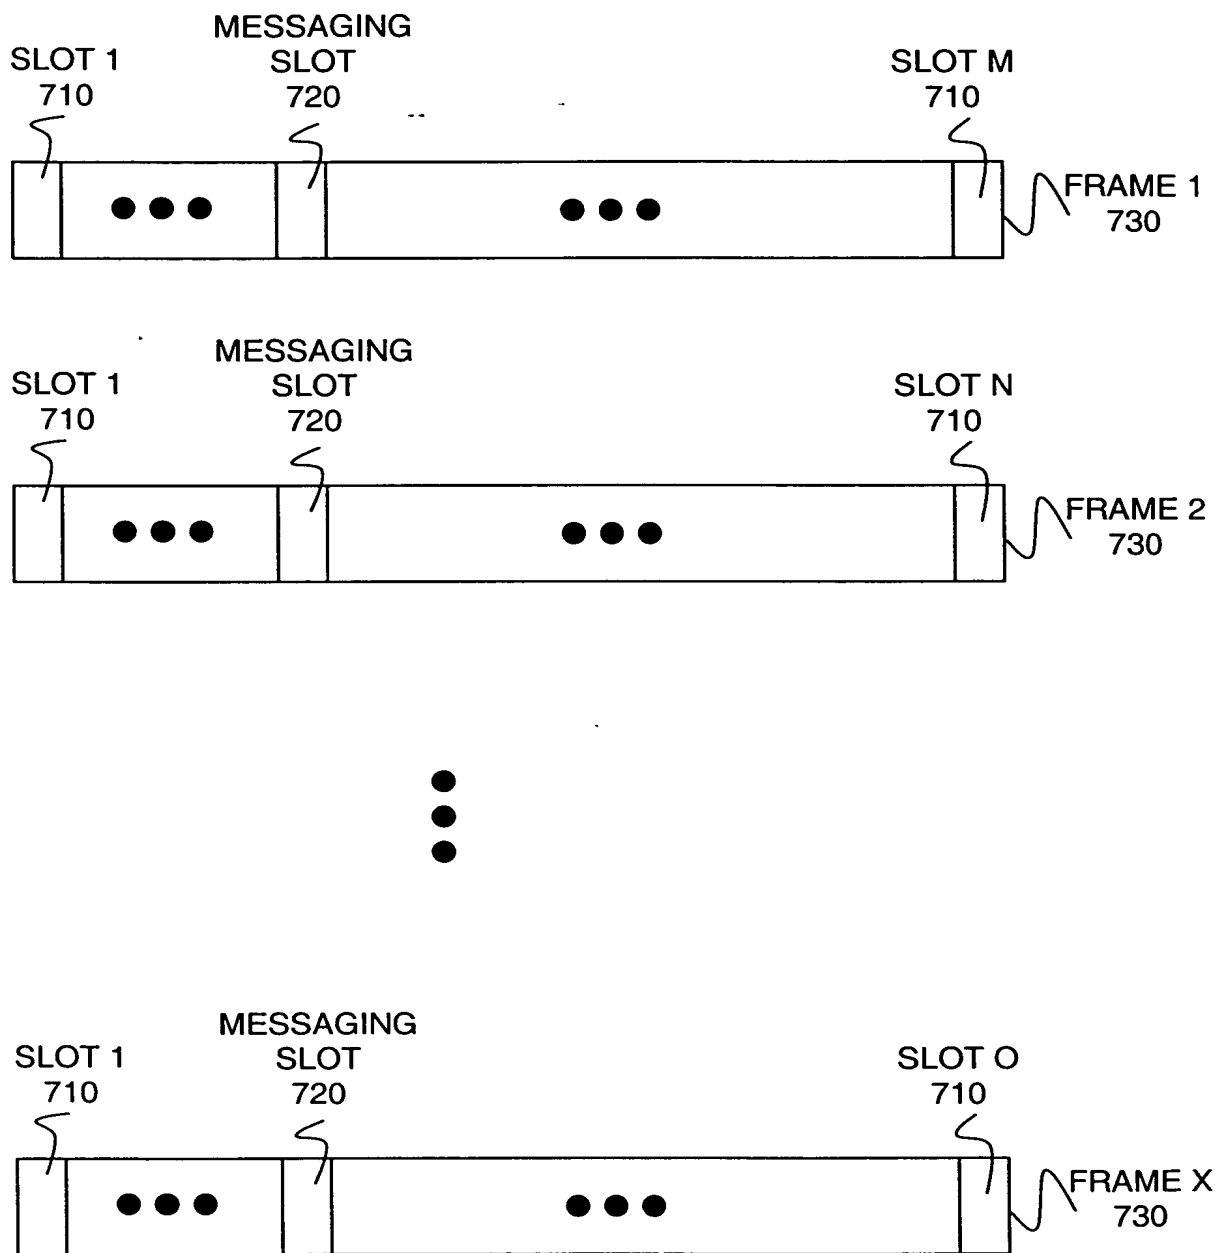 MESSAGING
SLOT
720
SLOT 1
710
SLOT M
710
FRAME 1
730
MESSAGING
SLOT
720
SLOT 1
710
SLOT N
710
FRAME 2
730
MESSAGING
SLOT
720
SLOT 1
710
SLOT O
710
FRAME X
730